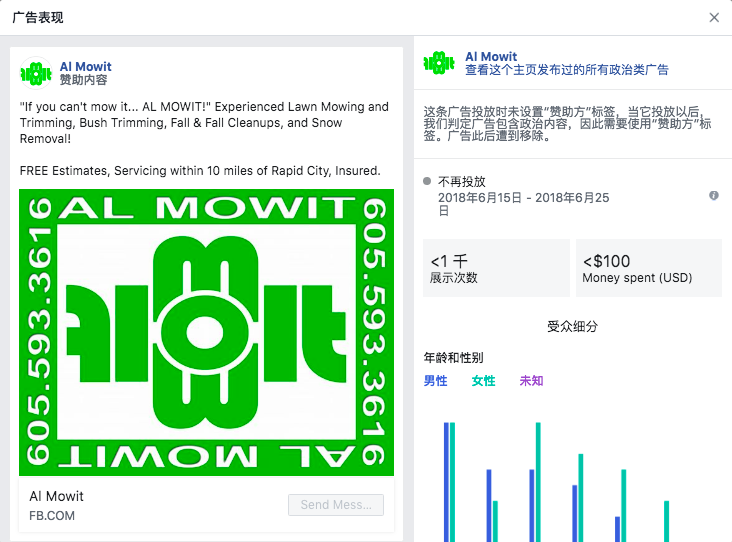 广告表现
Al Mowit
赞助内容
"If you can't mow it... AL MOWIT!" Experienced Lawn Mowing and
Trimming, Bush Trimming, Fall & Fall Cleanups, and Snow
Removal!
FREE Estimates, Servicing within 10 miles of Rapid City, Insured.
AL MOWIT
605.593.3616
605.593.3616
al mowit
AL MOWIT
Al Mowit
FB.COM
Send Mess...
Al Mowit
查看这个主页发布过的所有政治类广告
这条广告投放时未设置“赞助方”标签，当它投放以后，
我们判定广告包含政治内容，因此需要使用“赞助方”标
签。广告此后遭到移除。
不再投放
2018年6月15日 - 2018年6月25
日
<1 千
展示次数
<$100
Money spent (USD)
受众细分
年龄和性别
男性 女性 未知